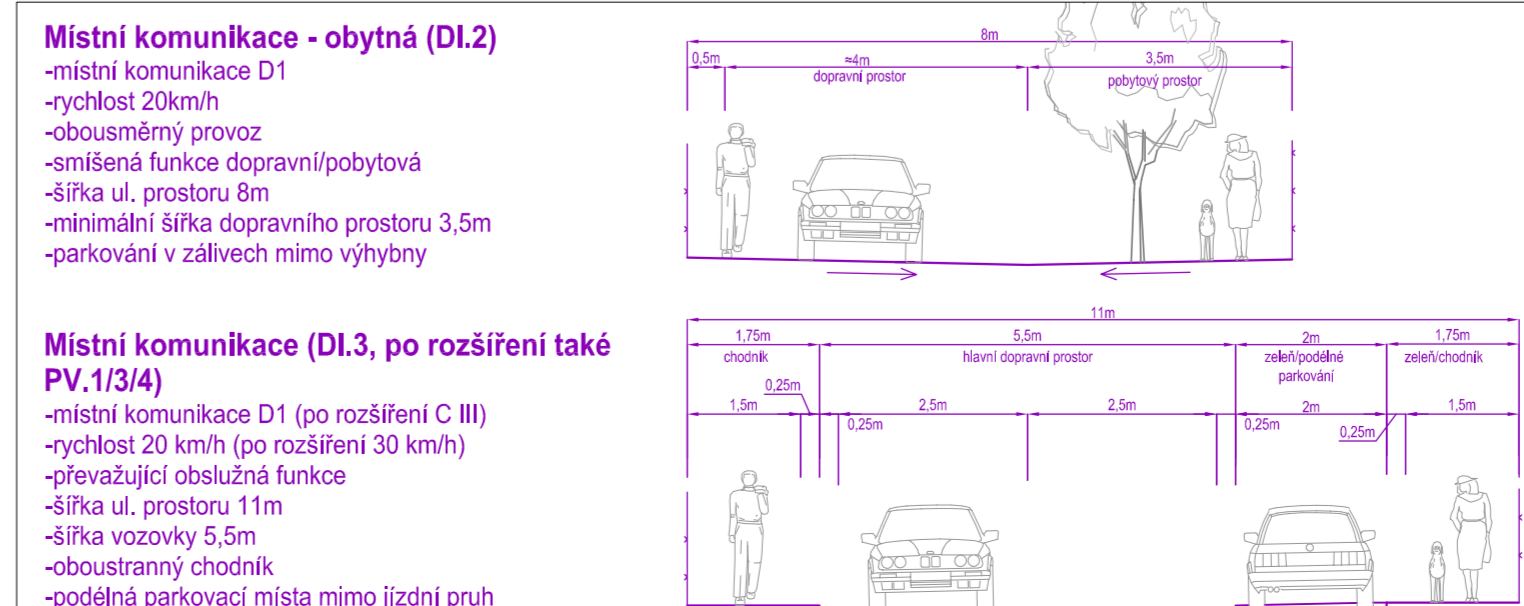 Místní komunikace - obytná (DI.2)
-místní komunikace D1
-rychlost 20km/h
-obousměrný provoz
-smíšená funkce dopravní/pobytová
-šířka ul. prostoru 8m
-minimální šířka dopravního prostoru 3,5m
-parkování v zálivech mimo výhybny
8m
0,5m ≈4m 3,5m
dopravní prostor pobytový prostor
Místní komunikace (DI.3, po rozšíření také
PV.1/3/4)
-místní komunikace D1 (po rozšíření C III)
-rychlost 20 km/h (po rozšíření 30 km/h)
-převažující obslužná funkce
-šířka ul. prostoru 11m
-šířka vozovky 5,5m
-oboustranný chodník
-podélná parkovací místa mimo jízdní pruh
11m
1,75m 5,5m 2m 1,75m
chodník hlavní dopravní prostor zeleň/podélné zeleň/chodník
parkování
0,25m
1,5m 2,5m 2,5m 2m 1,5m
0,25m 0,25m 0,25m